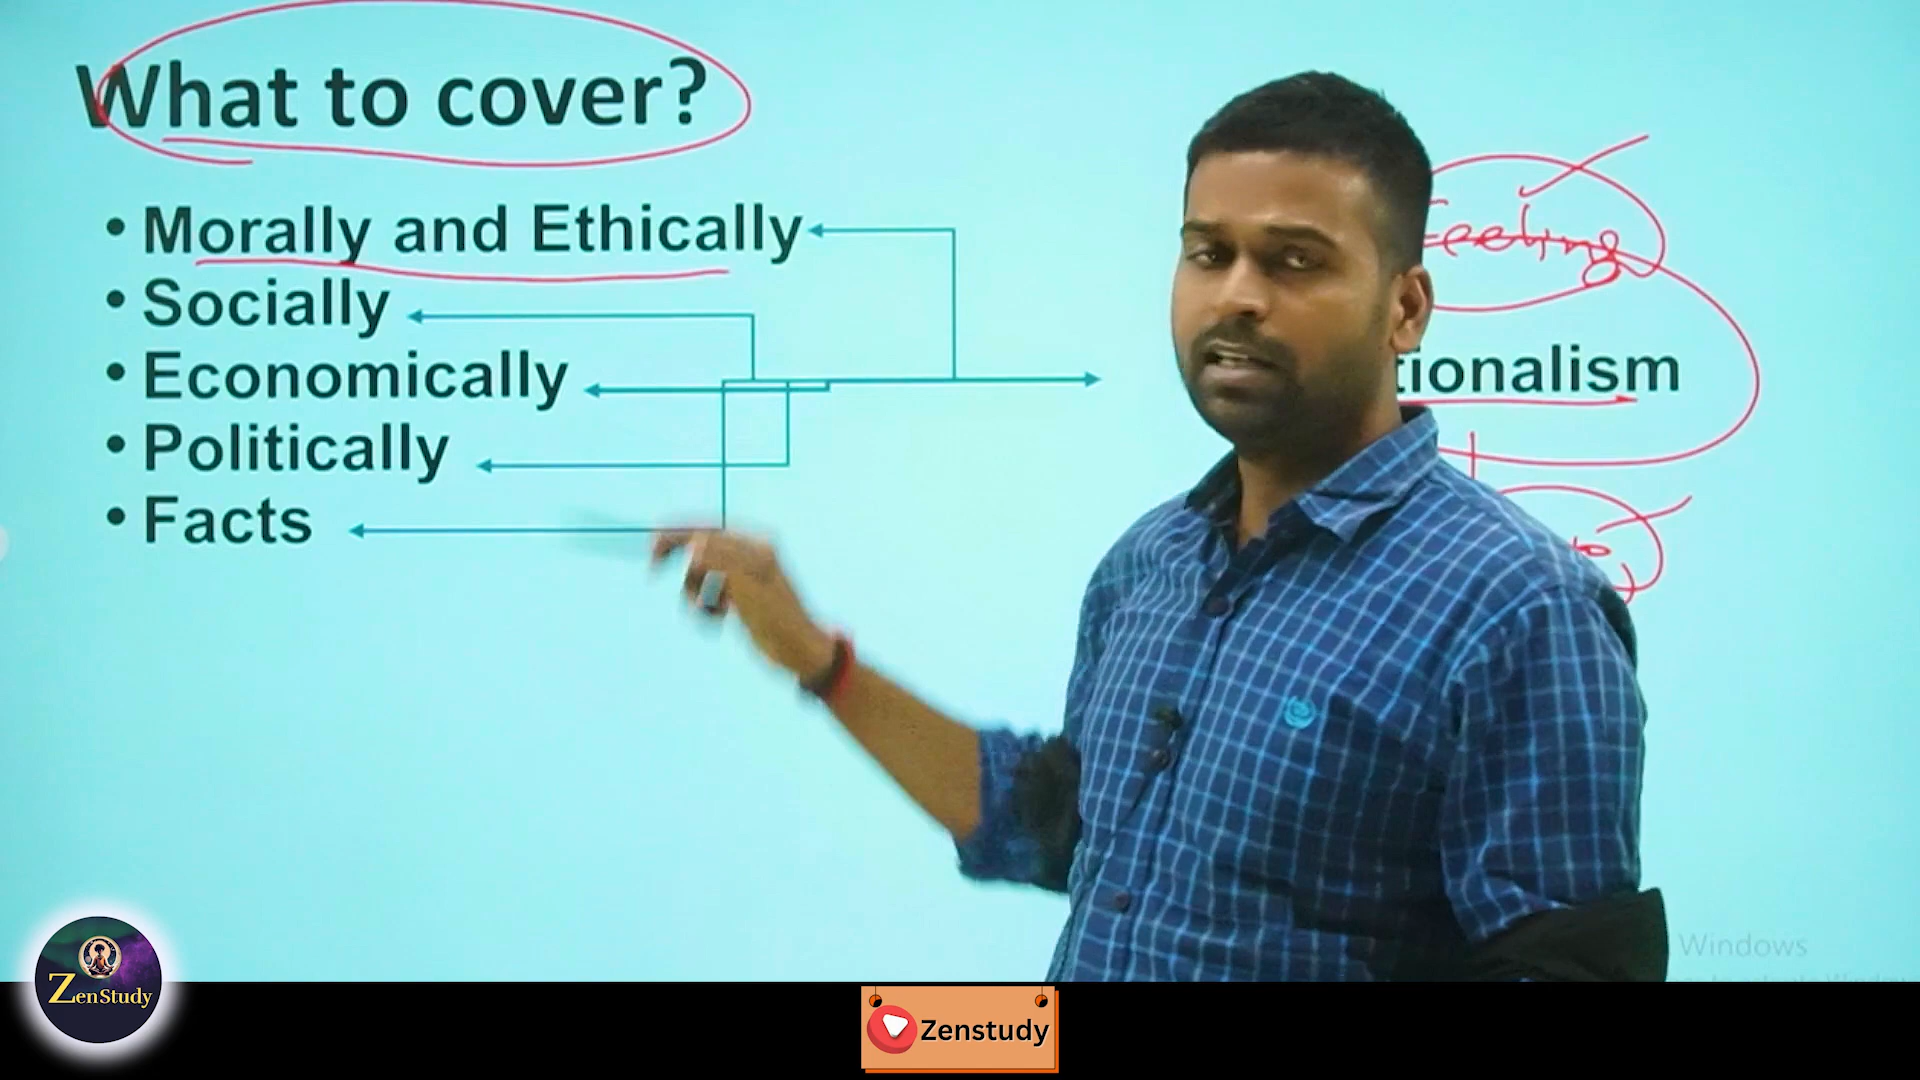 What to cover?
• Morally and Ethically
• Socially
• Economically
• Politically
• Facts
Feeling
tionalism
Windows
ZenStudy
Zenstudy